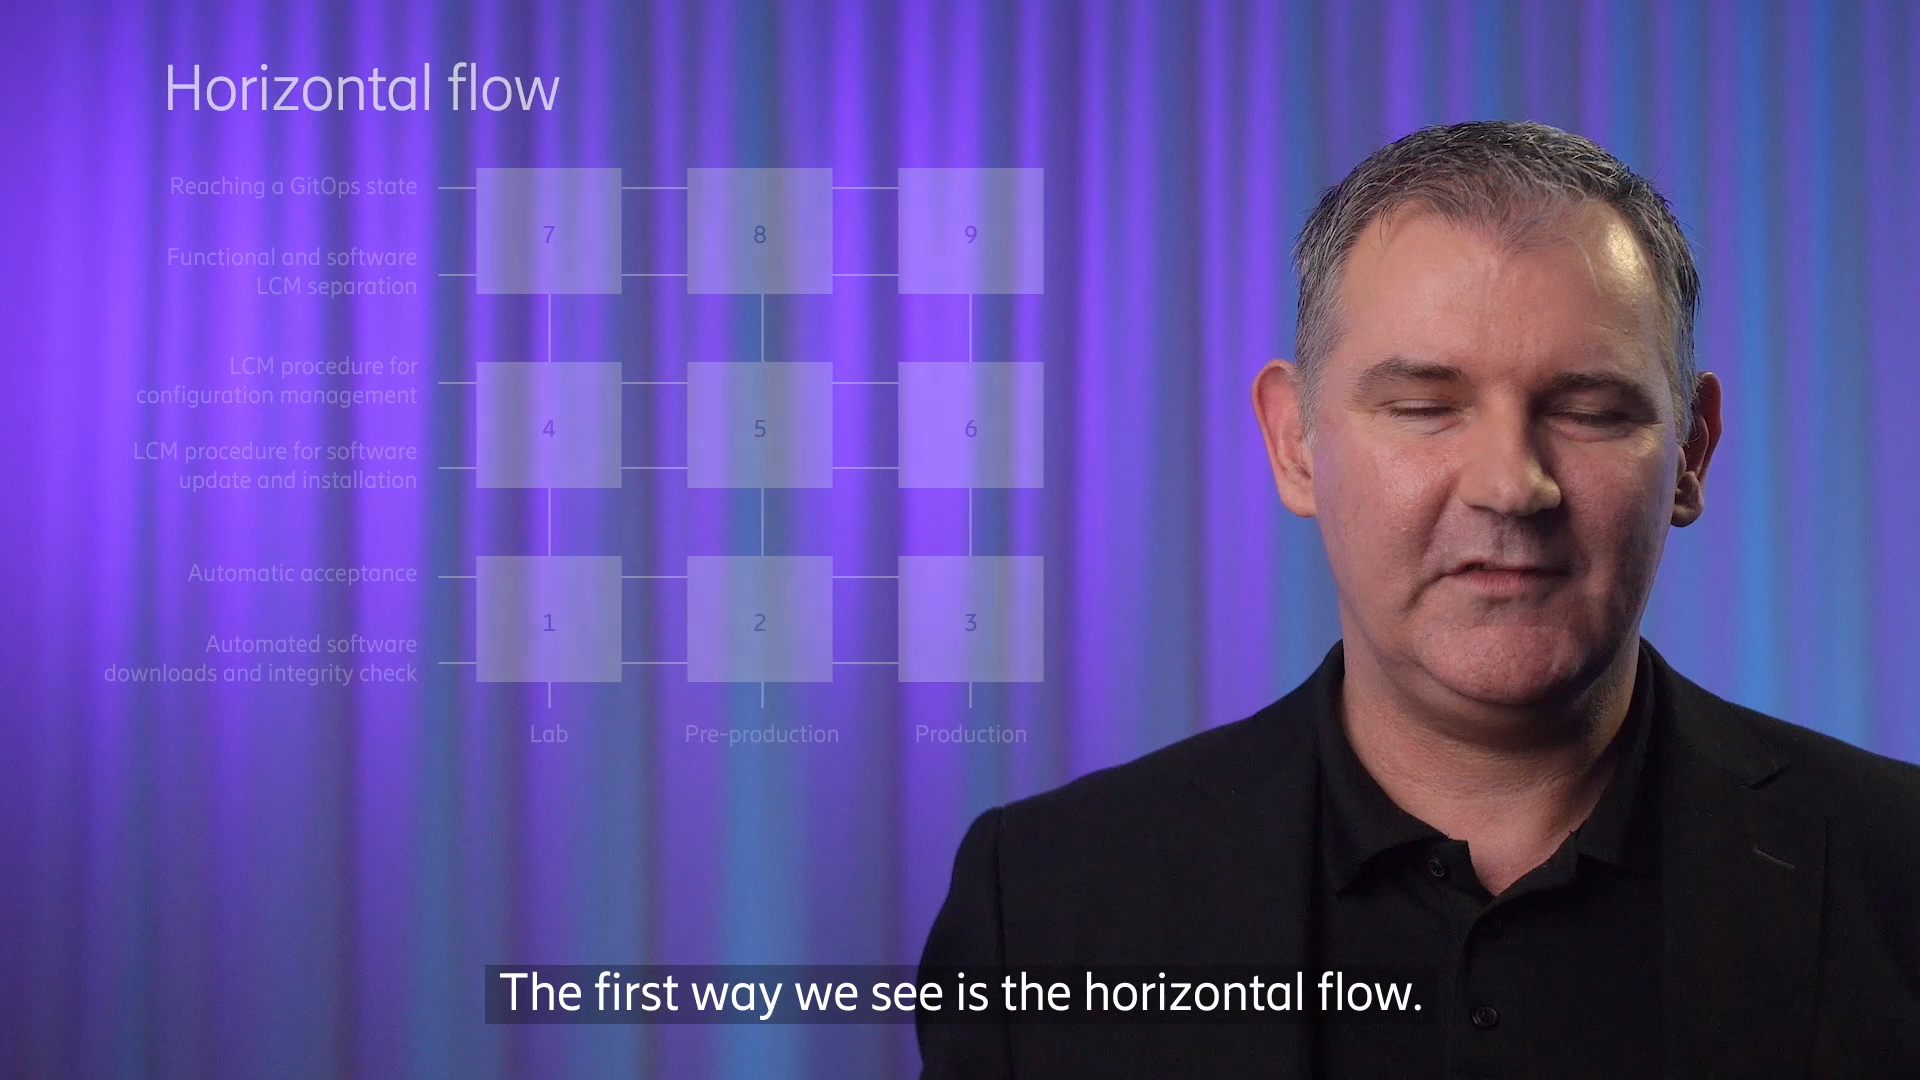 Horizontal flow
Reaching a GitOps state
7
8
9
Functional and software
LCM separation
LCM procedure for
configuration management
4
5
6
LCM procedure for software
update and installation
Automatic acceptance
1
2
3
Automated software
downloads and integrity check
Lab
Pre-production
Production
The first way we see is the horizontal flow.